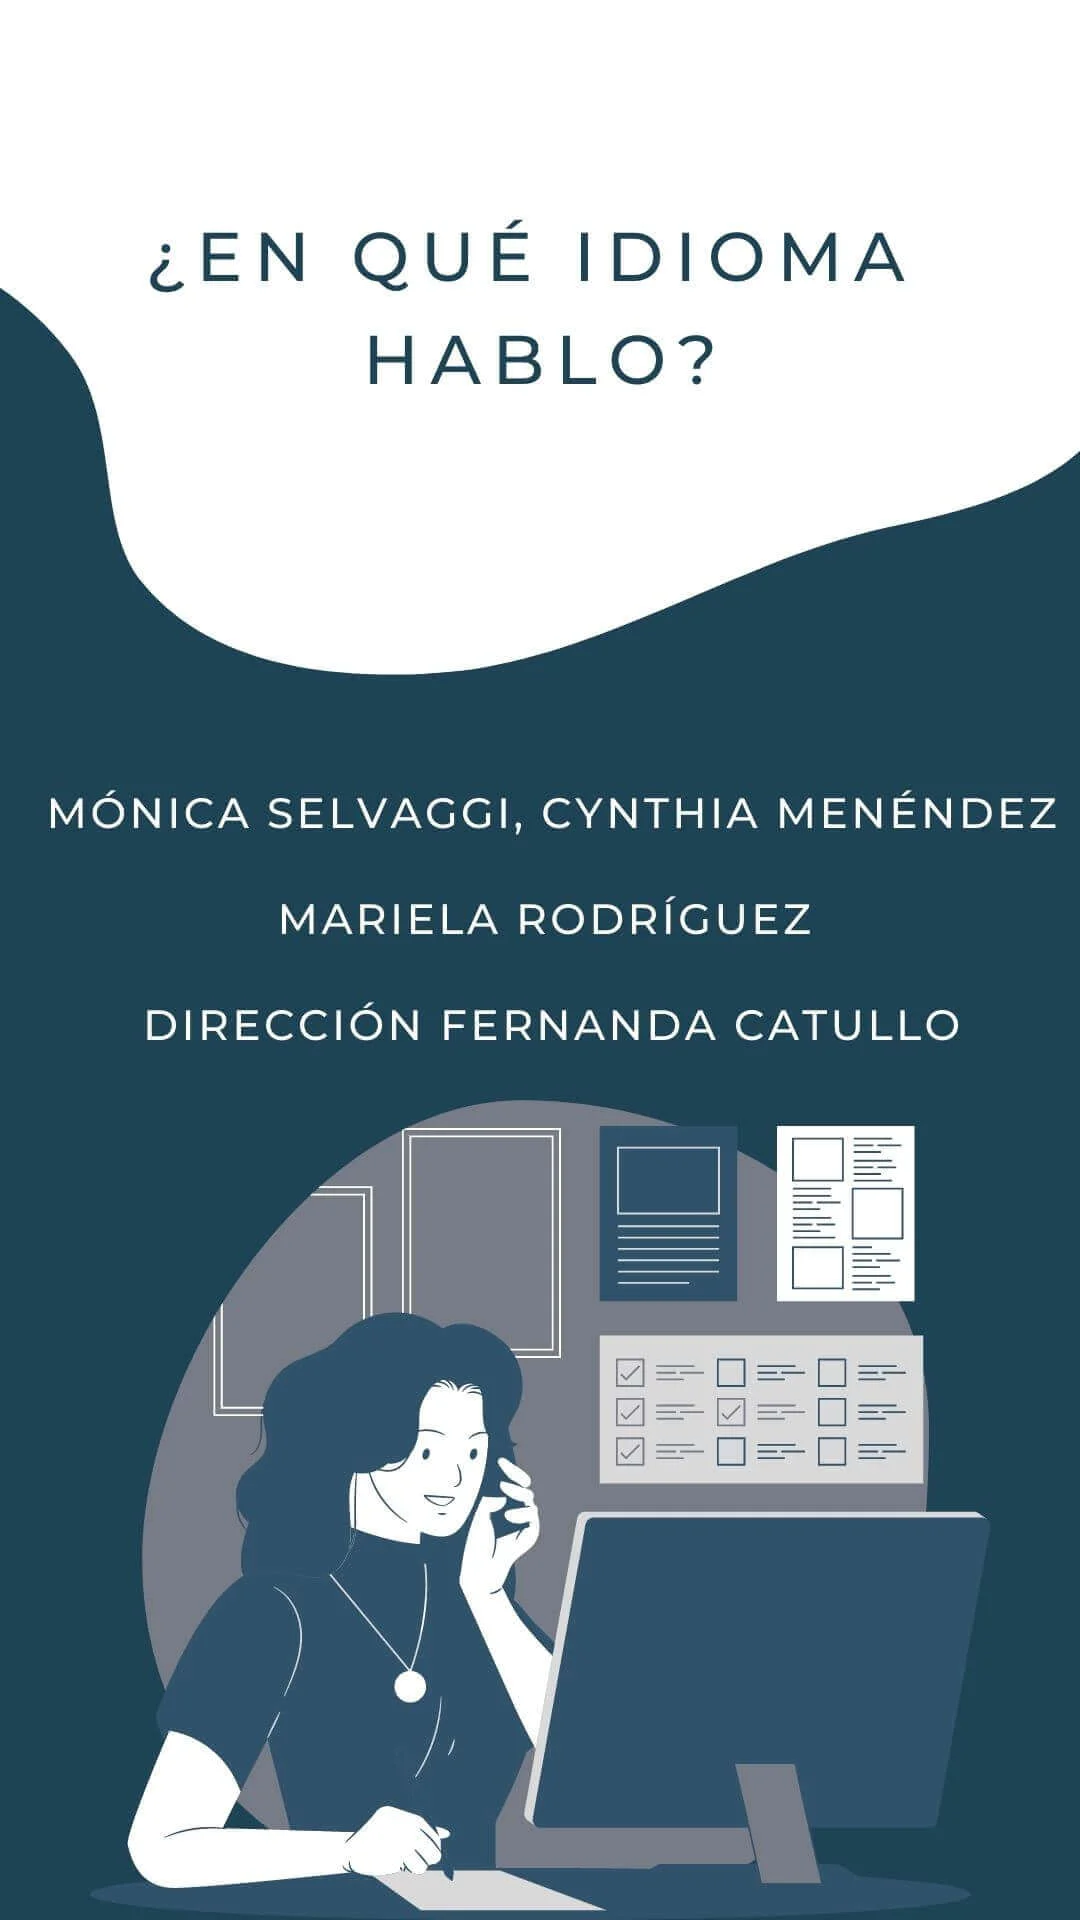 ¿EN QUÉ IDIOMA
HABLO?
MÓNICA SELVAGGI, CYNTHIA MENÉNDEZ
MARIELA RODRÍGUEZ
DIRECCIÓN FERNANDA CATULLO